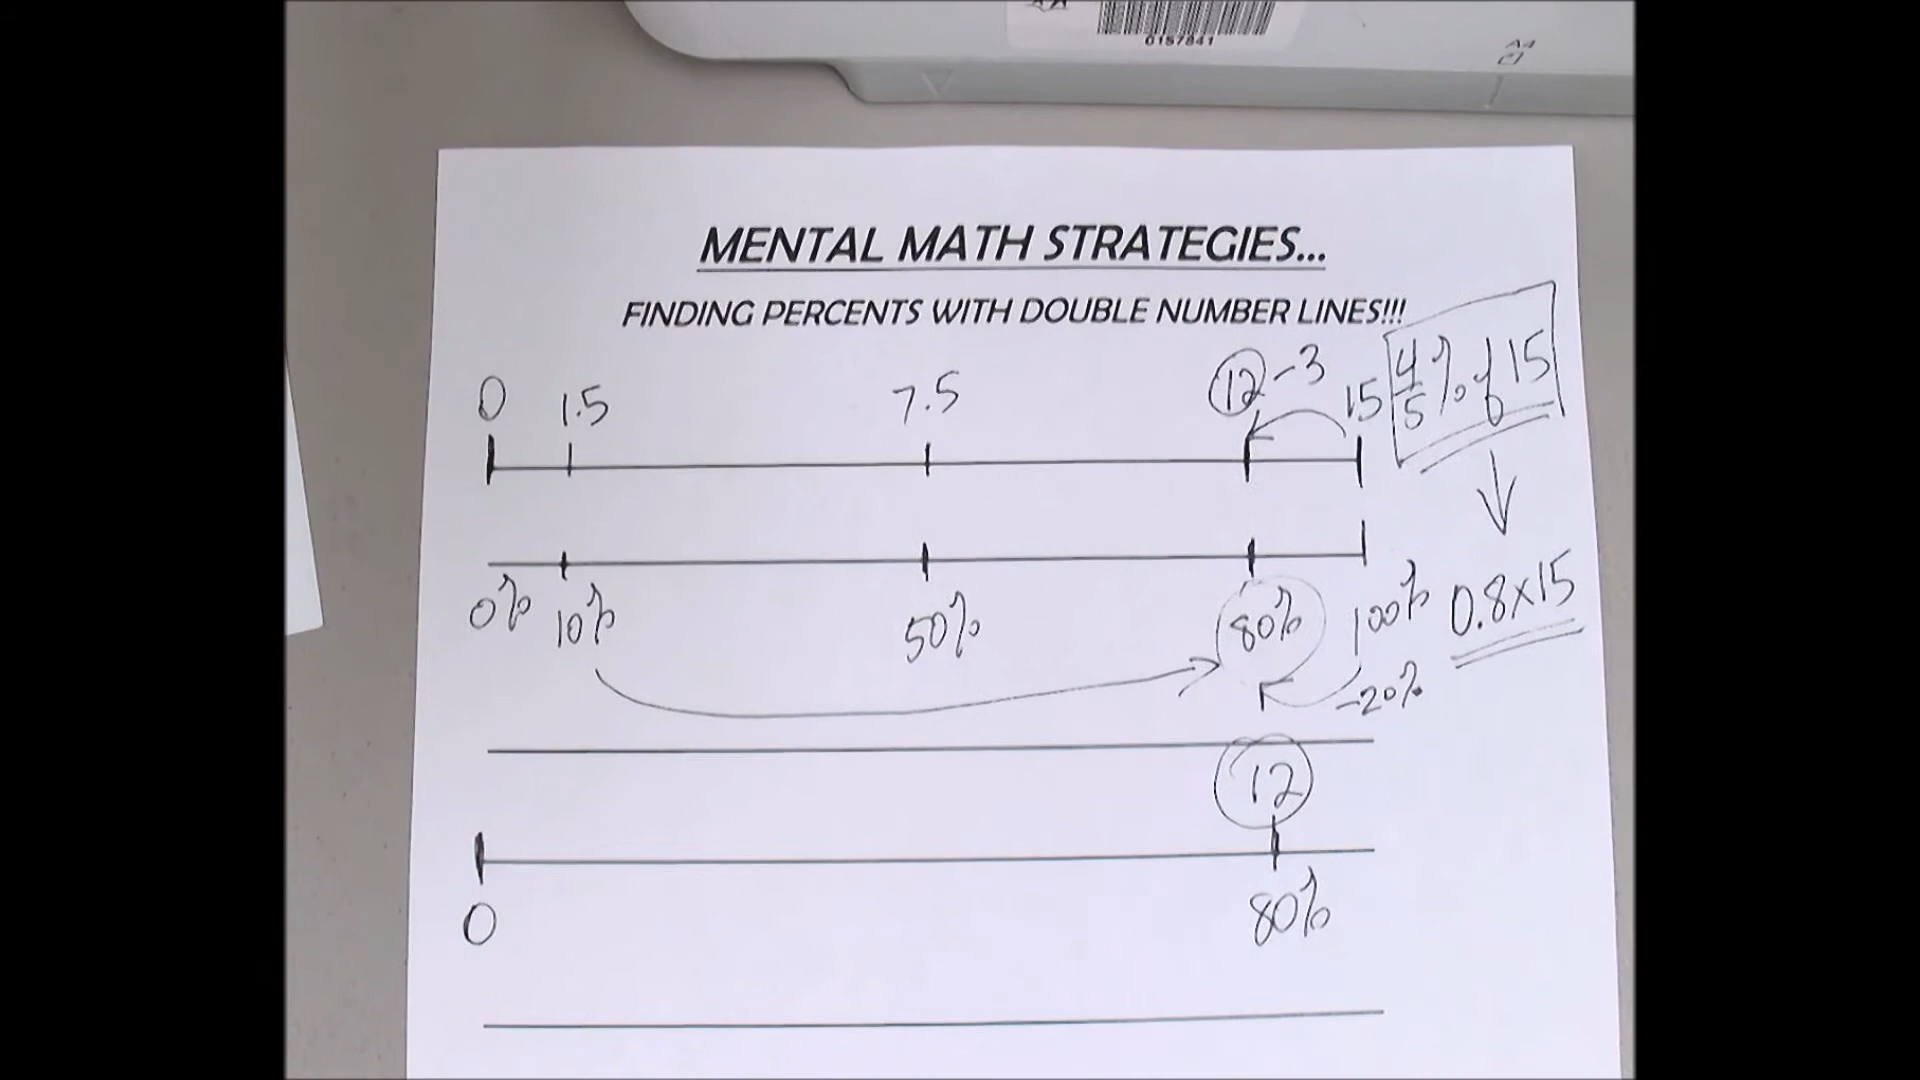 0157841
A4
MENTAL MATH STRATEGIES...
FINDING PERCENTS WITH DOUBLE NUMBER LINES!!!
0 1.5 7.5 12 -3 15 4/5 % of 15
0% 10% 50% 80% 100% 0.8x15
-20%
12
0 80%